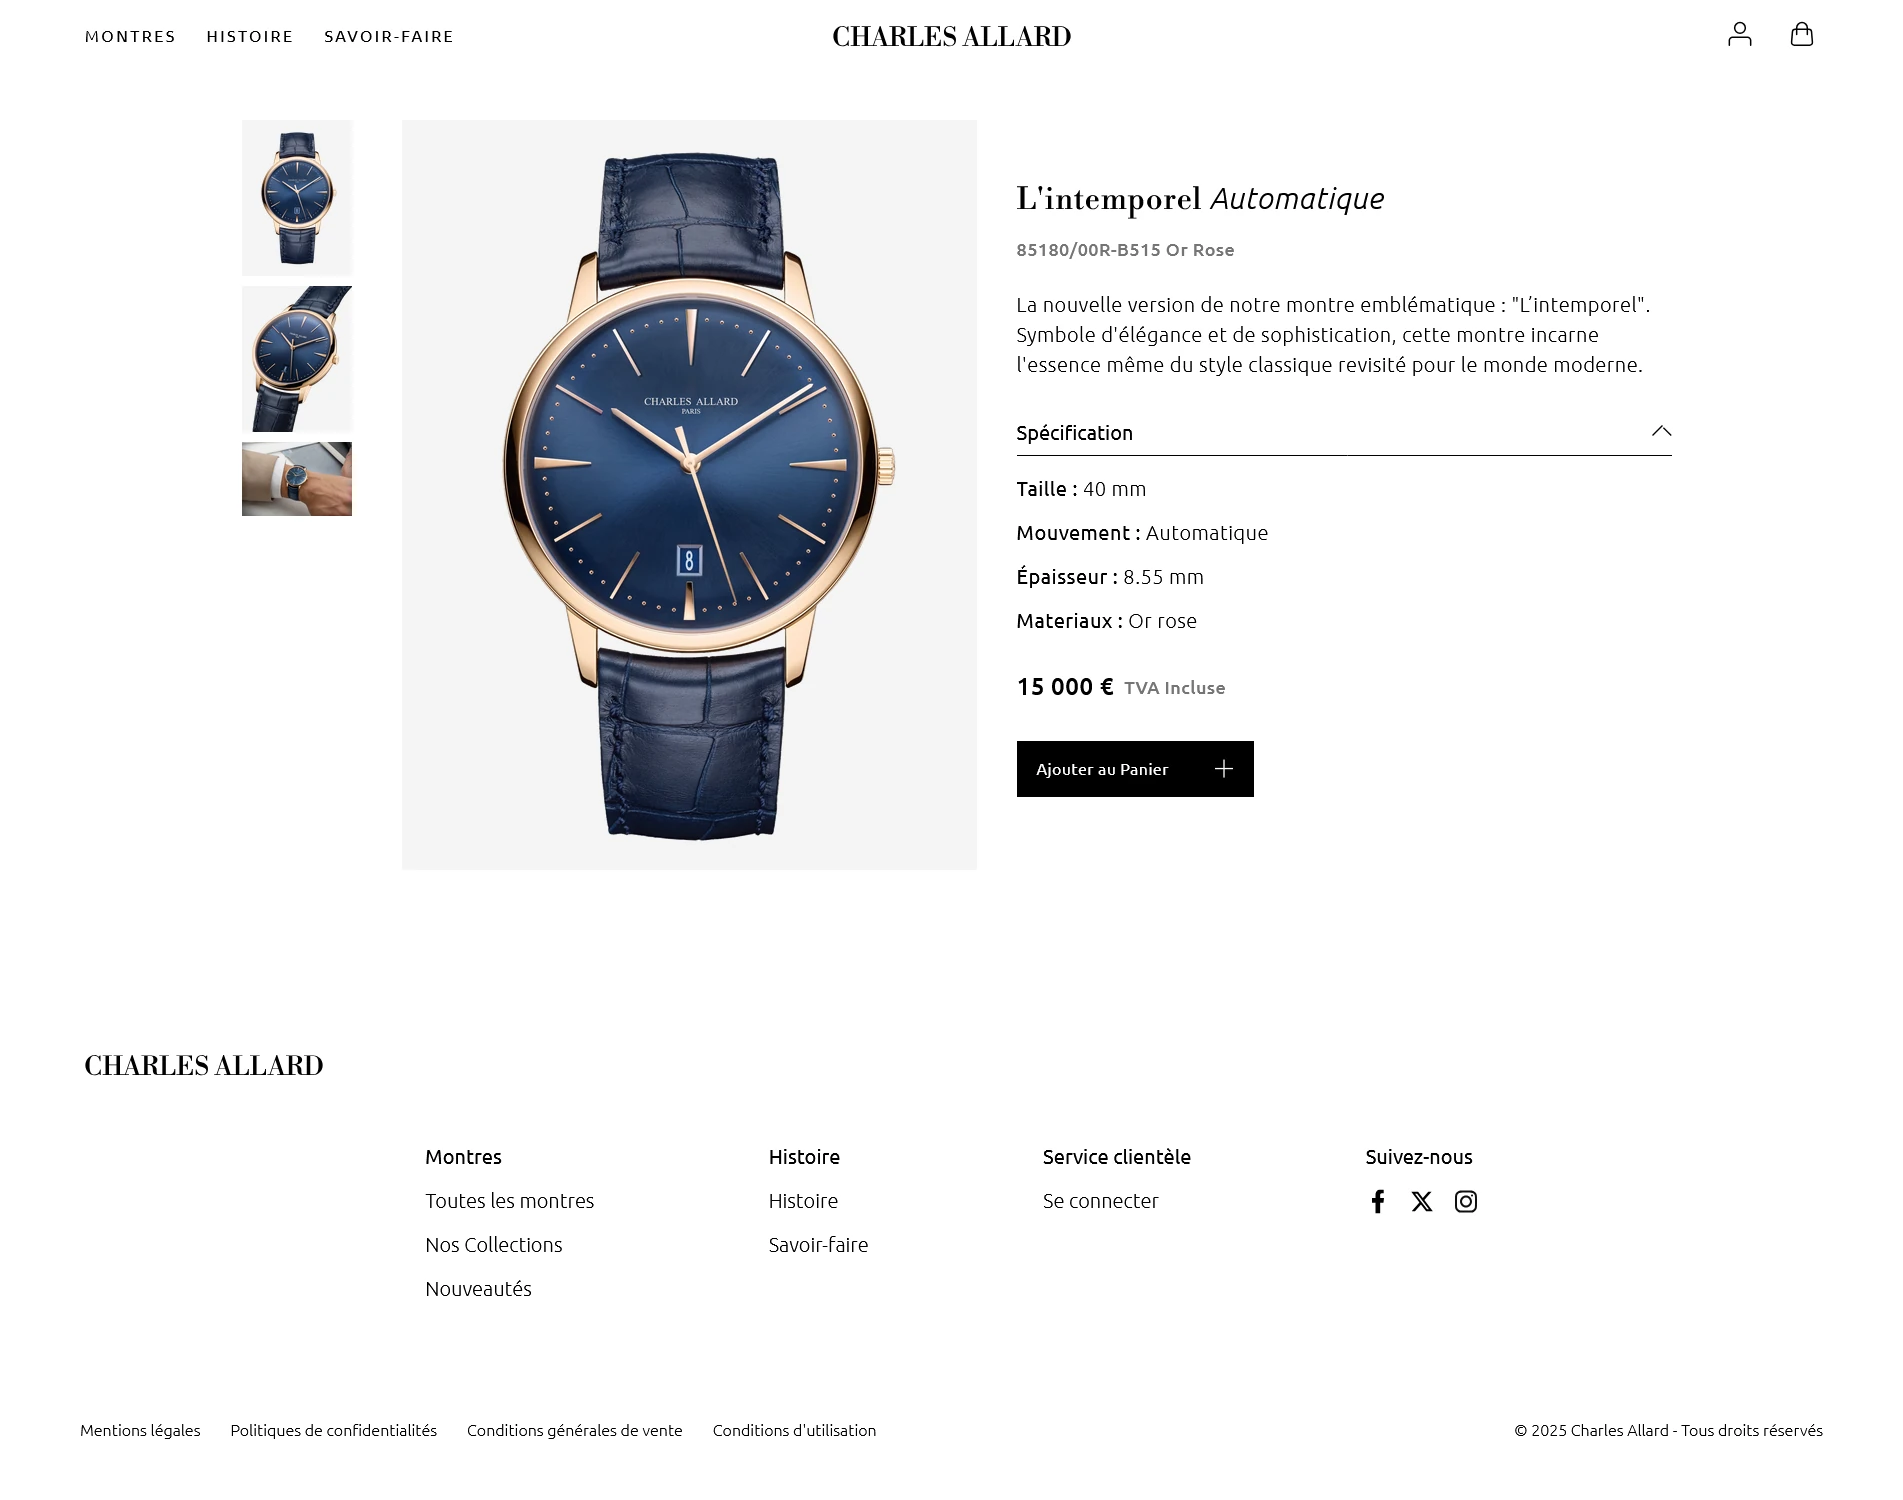 MONTRES HISTOIRE SAVOIR-FAIRE
CHARLES ALLARD
CHARLES ALLARD
PARIS
8
L'intemporel Automatique
85180/00R-B515 Or Rose
La nouvelle version de notre montre emblématique : "L’intemporel".
Symbole d'élégance et de sophistication, cette montre incarne
l'essence même du style classique revisité pour le monde moderne.
Spécification
Taille : 40 mm
Mouvement : Automatique
Épaisseur : 8.55 mm
Materiaux : Or rose
15 000 € TVA Incluse
Ajouter au Panier
CHARLES ALLARD
Montres
Toutes les montres
Nos Collections
Nouveautés
Histoire
Histoire
Savoir-faire
Service clientèle
Se connecter
Suivez-nous
Mentions légales Politiques de confidentialités Conditions générales de vente Conditions d'utilisation
© 2025 Charles Allard - Tous droits réservés